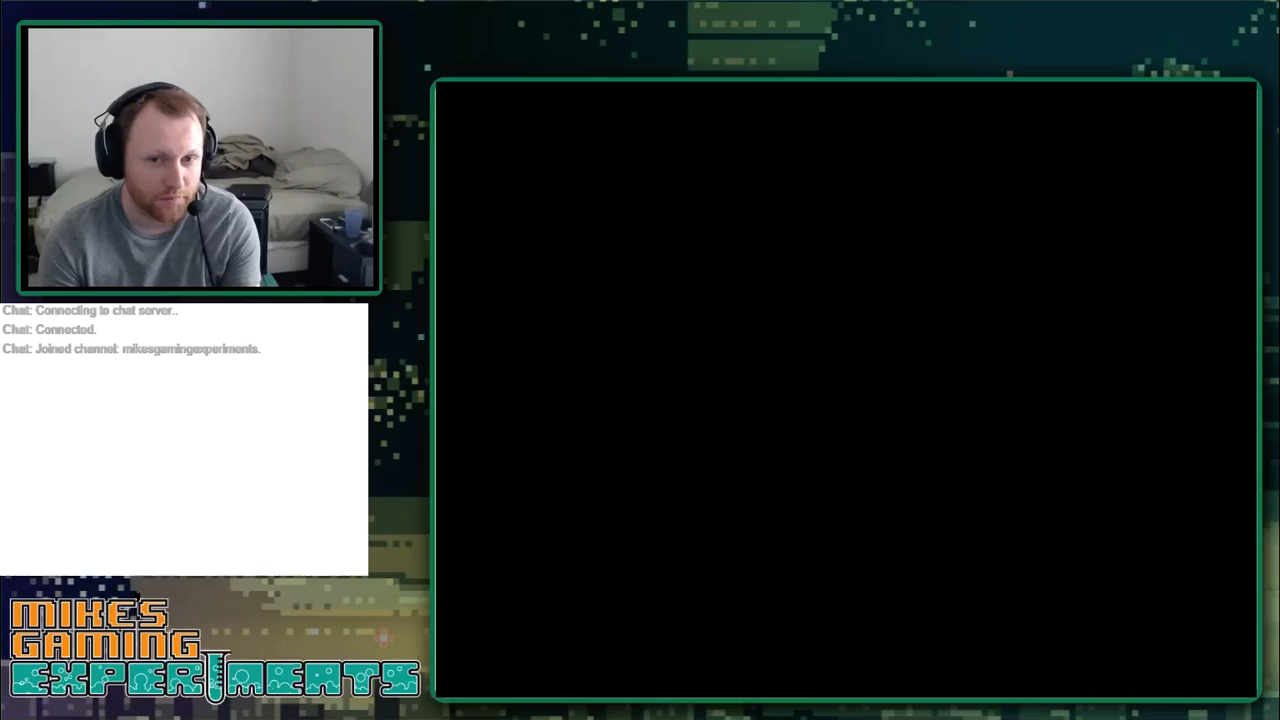 Chat: Connecting to chat server..
Chat: Connected.
Chat: Joined channel: mikesgamingexperiments.
MIKES
GAMING
EXPERIMENTS